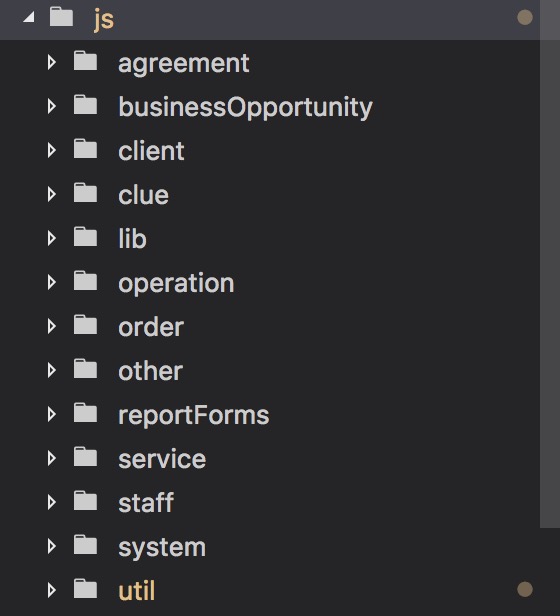 js
agreement
businessOpportunity
client
clue
lib
operation
order
other
reportForms
service
staff
system
util